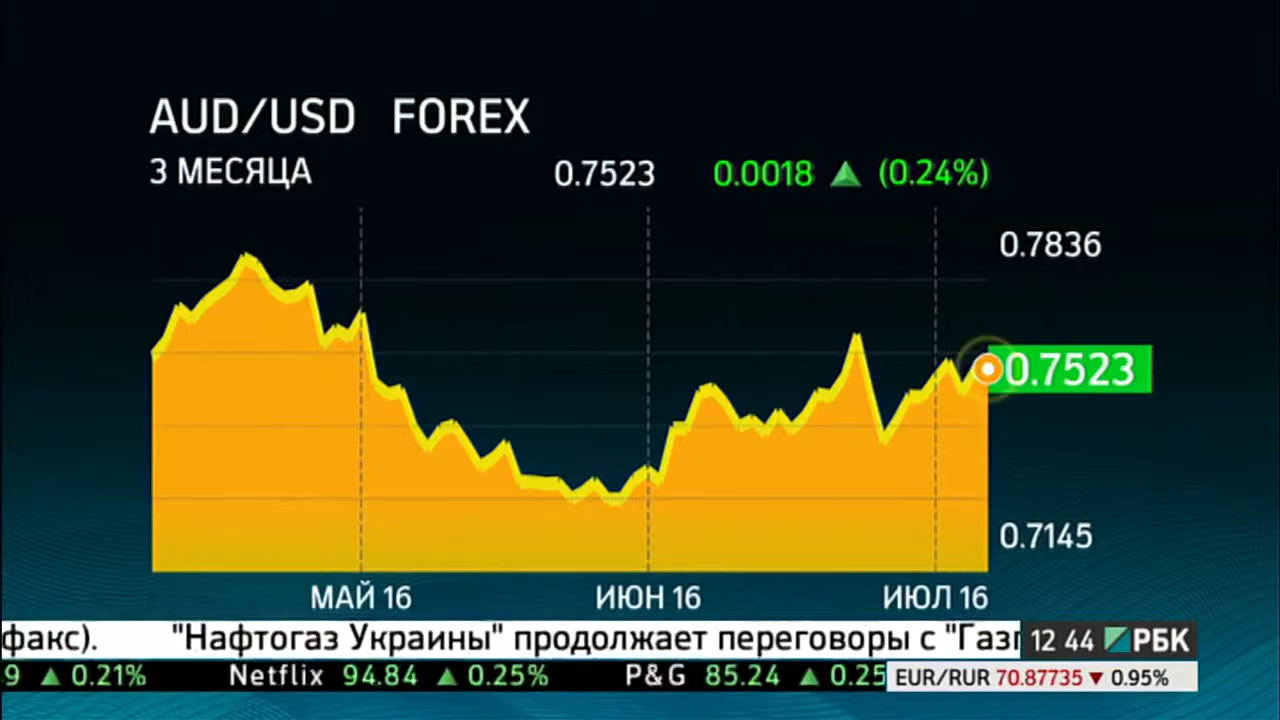 AUD/USD FOREX
3 МЕСЯЦА 0.7523 0.0018 ▲ (0.24%)
0.7836
0.7523
0.7145
МАЙ 16 ИЮН 16 ИЮЛ 16
факс). "Нафтогаз Украины" продолжает переговоры с "Газп
12 44 РБК
9 ▲ 0.21% Netflix 94.84 ▲ 0.25% P&G 85.24 ▲ 0.25
EUR/RUR 70.87735 ▼ 0.95%